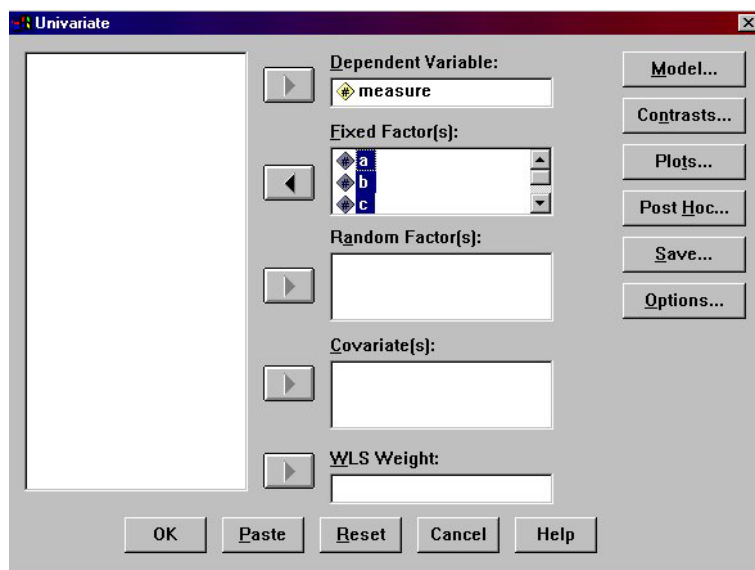 Univariate
Dependent Variable:
# measure
Fixed Factor(s):
# a
# b
# c
Random Factor(s):
Covariate(s):
WLS Weight:
Model...
Contrasts...
Plots...
Post Hoc...
Save...
Options...
OK
Paste
Reset
Cancel
Help